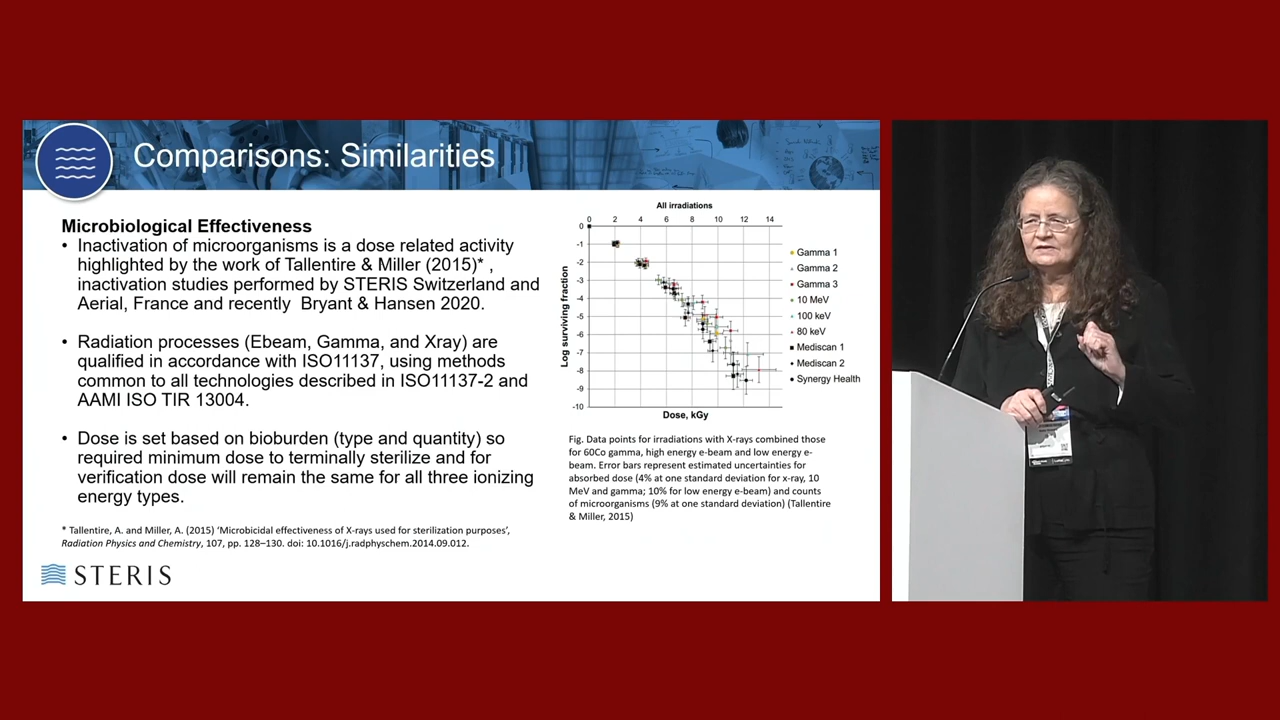 Comparisons: Similarities
Microbiological Effectiveness
• Inactivation of microorganisms is a dose related activity
highlighted by the work of Tallentire & Miller (2015)* ,
inactivation studies performed by STERIS Switzerland and
Aerial, France and recently Bryant & Hansen 2020.
• Radiation processes (Ebeam, Gamma, and Xray) are
qualified in accordance with ISO11137, using methods
common to all technologies described in ISO11137-2 and
AAMI ISO TIR 13004.
• Dose is set based on bioburden (type and quantity) so
required minimum dose to terminally sterilize and for
verification dose will remain the same for all three ionizing
energy types.
* Tallentire, A. and Miller, A. (2015) ‘Microbicidal effectiveness of X-rays used for sterilization purposes’,
Radiation Physics and Chemistry, 107, pp. 128–130. doi: 10.1016/j.radphyschem.2014.09.012.
STERIS
All irradiations
0 2 4 6 8 10 12 14
0
-1
-2
-3
-4
-5
-6
-7
-8
-9
-10
Log surviving fraction
Dose, kGy
Gamma 1
Gamma 2
Gamma 3
10 MeV
100 keV
80 keV
Mediscan 1
Mediscan 2
Synergy Health
Fig. Data points for irradiations with X-rays combined those
for 60Co gamma, high energy e-beam and low energy e-
beam. Error bars represent estimated uncertainties for
absorbed dose (4% at one standard deviation for x-ray, 10
MeV and gamma; 10% for low energy e-beam) and counts
of microorganisms (9% at one standard deviation) (Tallentire
& Miller, 2015)